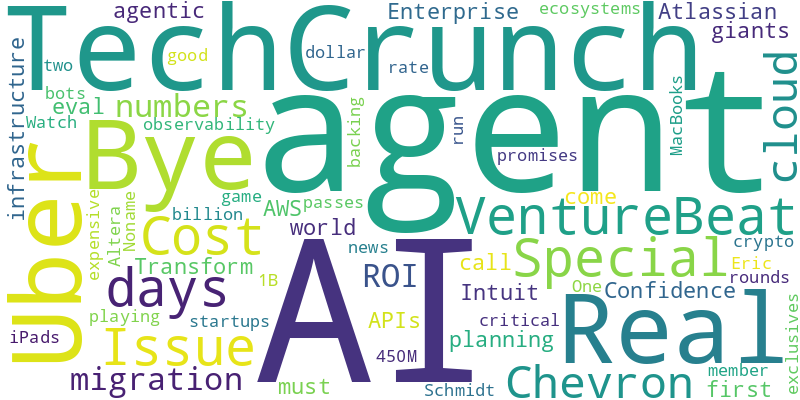 agentic
Enterprise
ecosystems
Atlassian
giants
TechCrunch
two
good
dollar
rate
infrastructure
bots
eval
numbers
Watch
observability
backing
run
MacBooks
cloud
agent
Bye
promises
Uber
expensive
Altera
Noname
game
billion
AWS
passes
come
world
VentureBeat
Cost
news
crypto
Transform
1B
ROI
call
Special
Eric
rounds
days
AI
Intuit
One
Confidence
Real
playing
startups
APIs
critical
exclusives
iPads
Issue
450M
planning
migration
must
Schmidt
Chevron
member
first